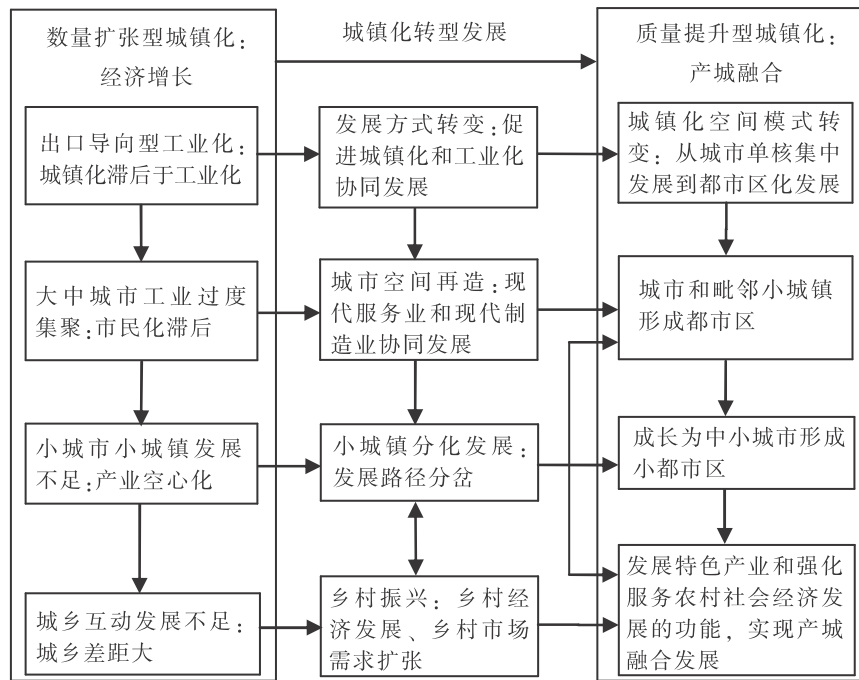 数量扩张型城镇化：
经济增长
城镇化转型发展
质量提升型城镇化：
产城融合
出口导向型工业化：
城镇化滞后于工业化
发展方式转变：促
进城镇化和工业化
协同发展
城镇化空间模式转
变：从城市单核集中
发展到都市区化发展
大中城市工业过度
集聚：市民化滞后
城市空间再造：现
代服务业和现代制
造业协同发展
城市和毗邻小城镇
形成都市区
小城市小城镇发展
不足：产业空心化
小城镇分化发展：
发展路径分岔
成长为中小城市形成
小都市区
城乡互动发展不足：
城乡差距大
乡村振兴：乡村经
济发展、乡村市场
需求扩张
发展特色产业和强化
服务农村社会经济发
展的功能，实现产城
融合发展